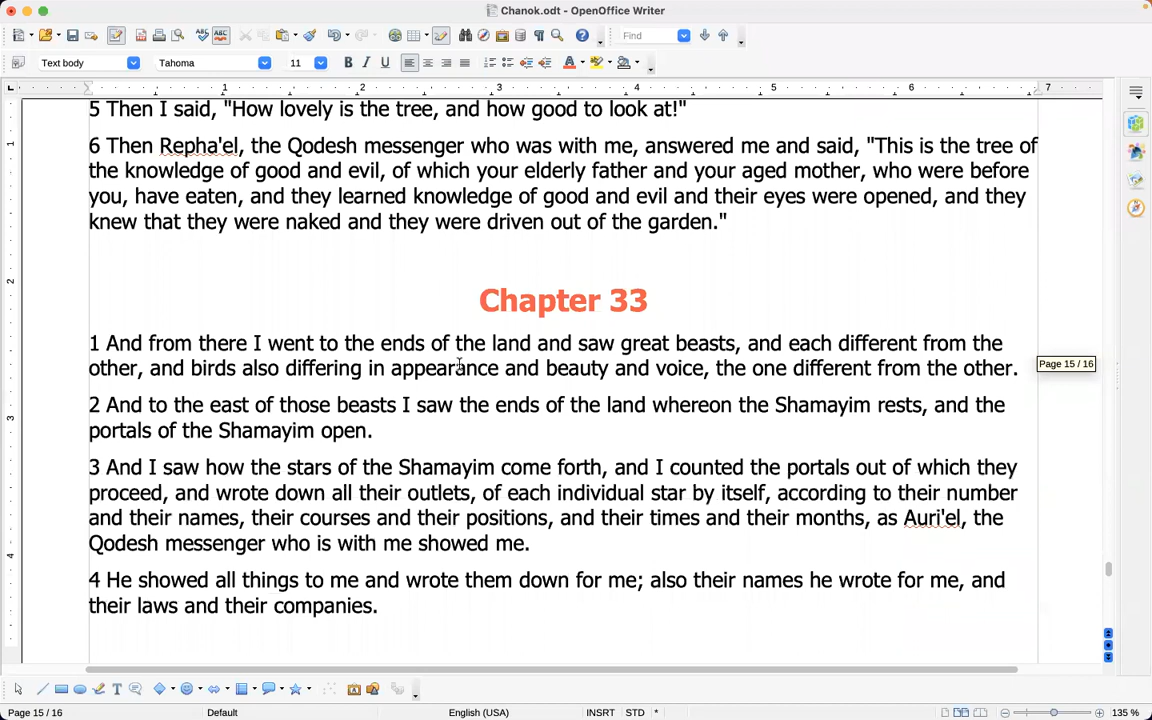 Chanok.odt - OpenOffice Writer
Find
Text body Tahoma 11
1 2 3 4 5 6 7
5 Then I said, "How lovely is the tree, and how good to look at!"
6 Then Repha'el, the Qodesh messenger who was with me, answered me and said, "This is the tree of
the knowledge of good and evil, of which your elderly father and your aged mother, who were before
you, have eaten, and they learned knowledge of good and evil and their eyes were opened, and they
knew that they were naked and they were driven out of the garden."
Chapter 33
1 And from there I went to the ends of the land and saw great beasts, and each different from the
other, and birds also differing in appearance and beauty and voice, the one different from the other.
Page 15 / 16
2 And to the east of those beasts I saw the ends of the land whereon the Shamayim rests, and the
portals of the Shamayim open.
3 And I saw how the stars of the Shamayim come forth, and I counted the portals out of which they
proceed, and wrote down all their outlets, of each individual star by itself, according to their number
and their names, their courses and their positions, and their times and their months, as Auri'el, the
Qodesh messenger who is with me showed me.
4 He showed all things to me and wrote them down for me; also their names he wrote for me, and
their laws and their companies.
Page 15 / 16 Default English (USA) INSRT STD * 135 %